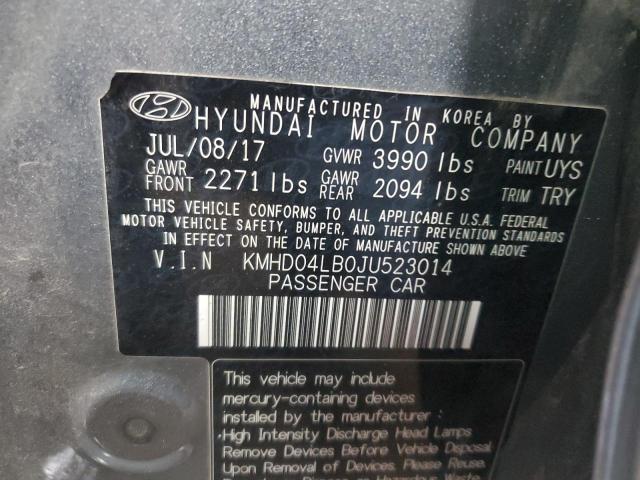 MANUFACTURED IN KOREA BY
HYUNDAI MOTOR COMPANY
JUL/08/17 GVWR 3990 lbs PAINT UYS
GAWR FRONT 2271 lbs GAWR REAR 2094 lbs TRIM TRY
THIS VEHICLE CONFORMS TO ALL APPLICABLE U.S.A. FEDERAL
MOTOR VEHICLE SAFETY, BUMPER, AND THEFT PREVENTION STANDARDS
IN EFFECT ON THE DATE OF MANUFACTURE SHOWN ABOVE.
V.I.N KMHD04LB0JU523014
PASSENGER CAR
This vehicle may include
mercury-containing devices
installed by the manufacturer :
-High Intensity Discharge Head Lamps
Remove Devices Before Vehicle Disposal
Upon Removal of Devices, Please Reuse,